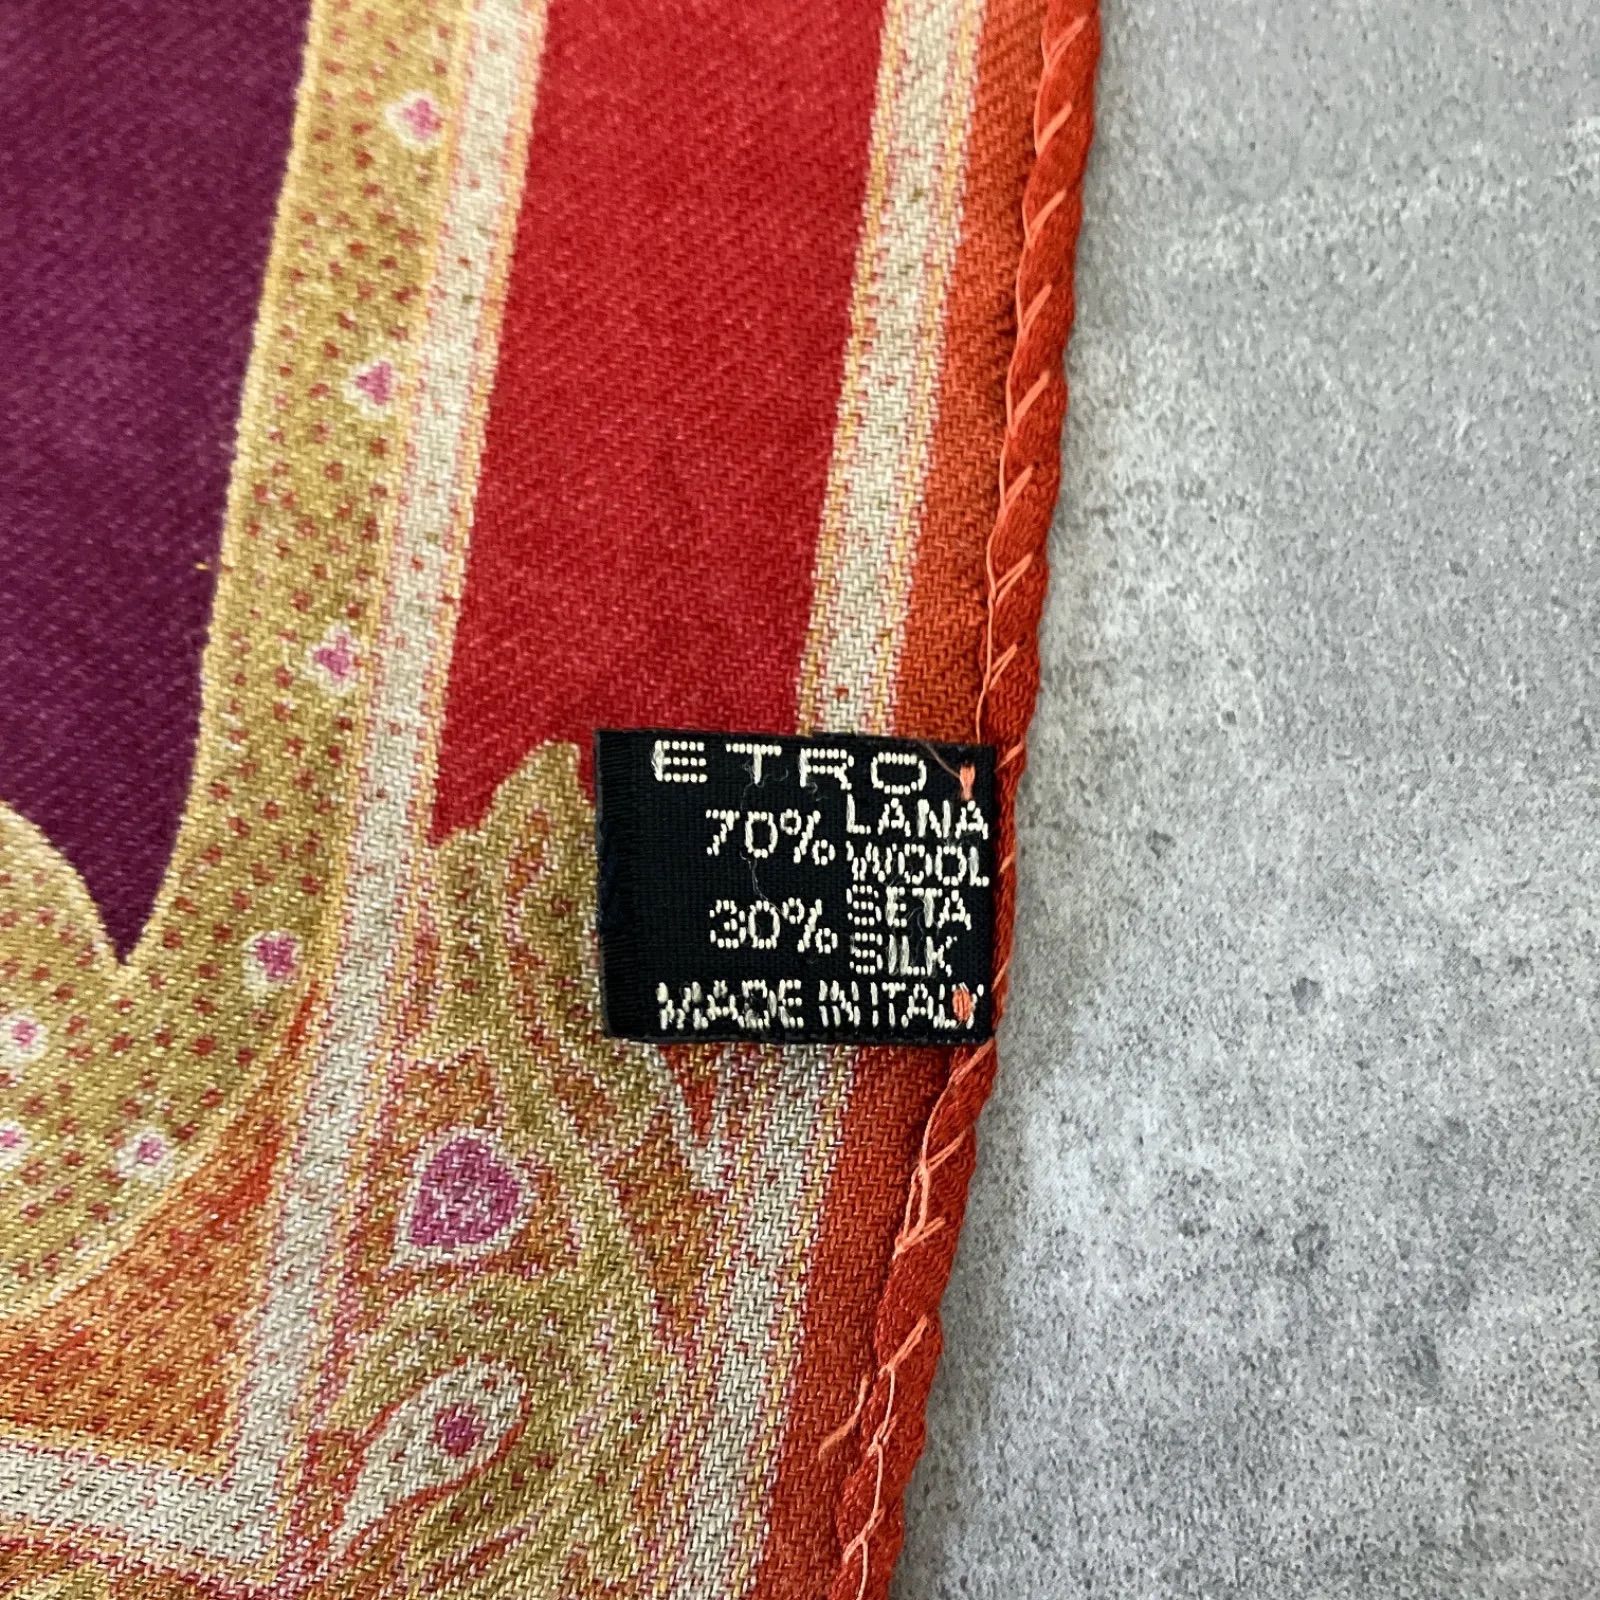 ETRO
70% LANA
WOOL
30% SETA
SILK
MADE IN ITALY